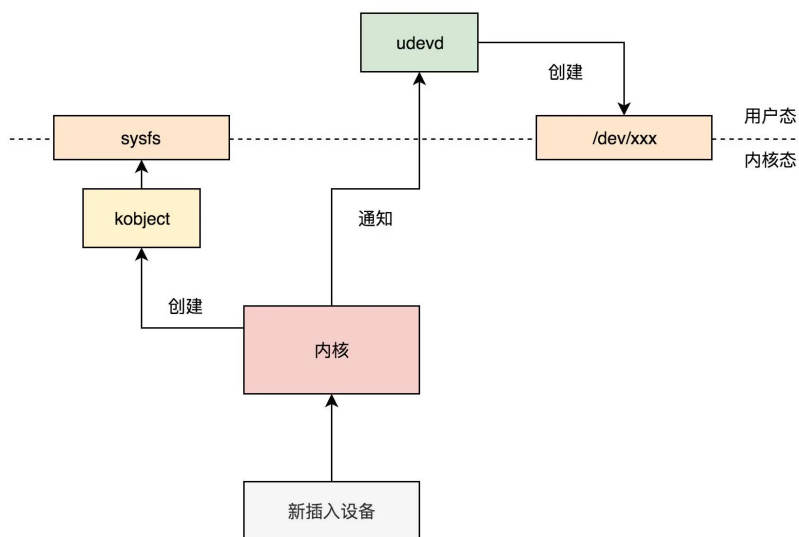 udevd
创建
用户态
sysfs
/dev/xxx
内核态
kobject
通知
创建
内核
新插入设备